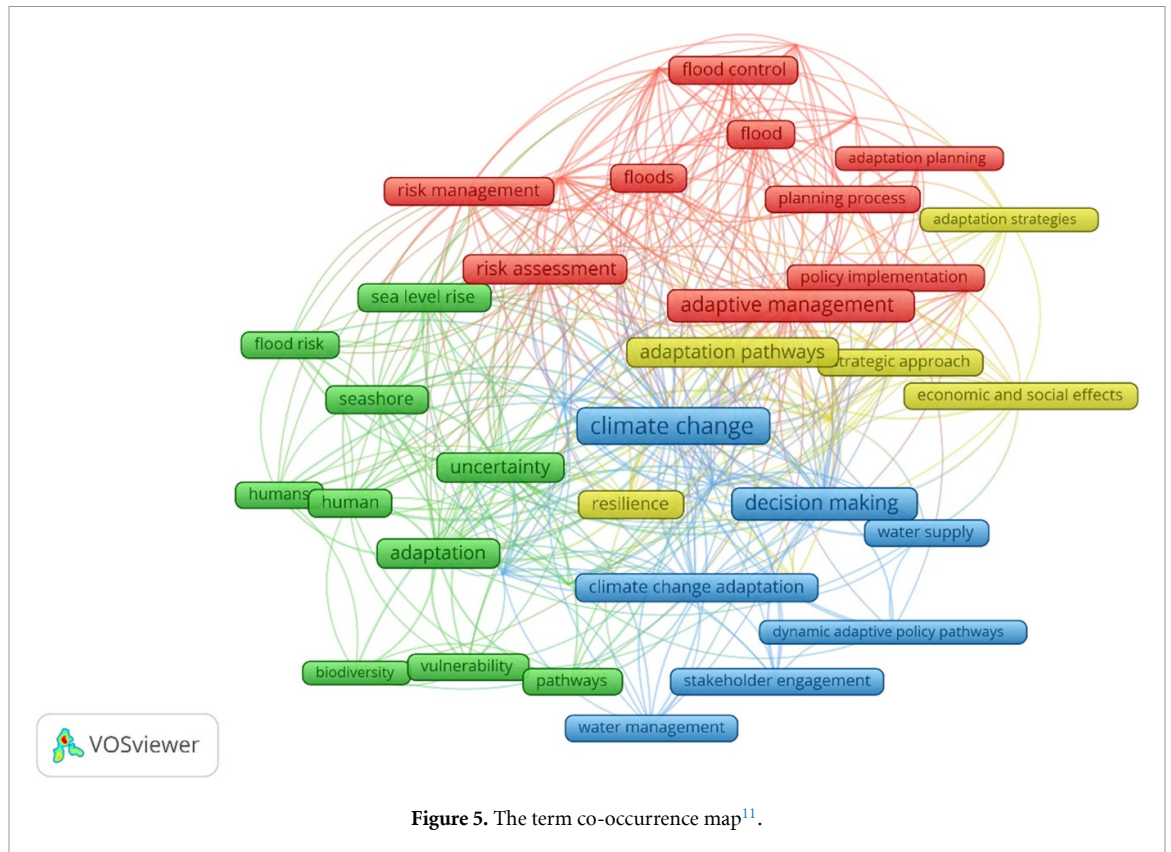 flood control
flood
adaptation planning
floods
risk management
planning process
adaptation strategies
risk assessment
policy implementation
sea level rise
adaptive management
flood risk
adaptation pathways
strategic approach
seashore
economic and social effects
climate change
uncertainty
humans
human
resilience
decision making
water supply
adaptation
climate change adaptation
dynamic adaptive policy pathways
biodiversity
vulnerability
pathways
stakeholder engagement
water management
VOSviewer
Figure 5. The term co-occurrence map11.